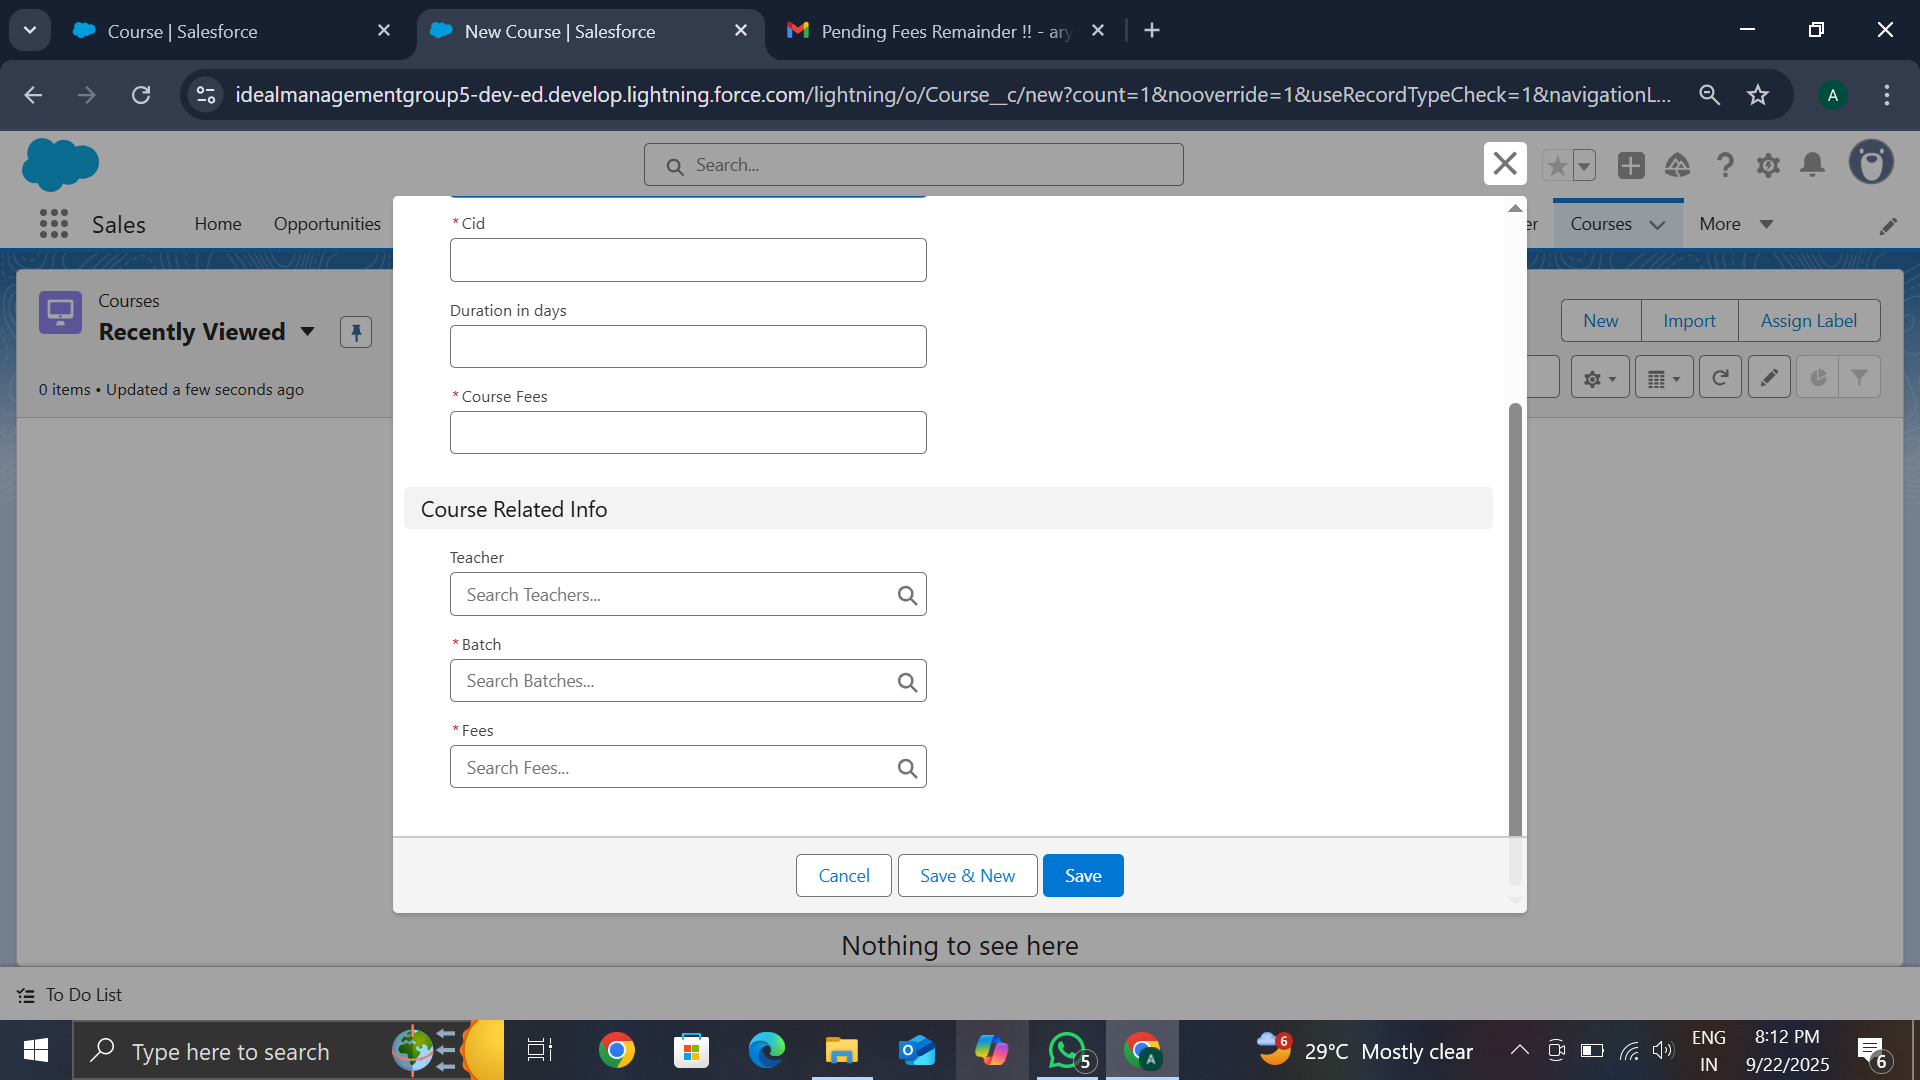 Course | Salesforce
New Course | Salesforce
Pending Fees Remainder !! - ary
idealmanagementgroup5-dev-ed.develop.lightning.force.com/lightning/o/Course__c/new?count=1&nooverride=1&useRecordTypeCheck=1&navigationL...
A
Search...
Sales
Home
Opportunities
er
Courses
More
Courses
Recently Viewed
0 items • Updated a few seconds ago
New
Import
Assign Label
* Cid
Duration in days
* Course Fees
Course Related Info
Teacher
Search Teachers...
* Batch
Search Batches...
* Fees
Search Fees...
Cancel
Save & New
Save
Nothing to see here
To Do List
Type here to search
5
A
6
29°C Mostly clear
ENG
IN
8:12 PM
9/22/2025
6